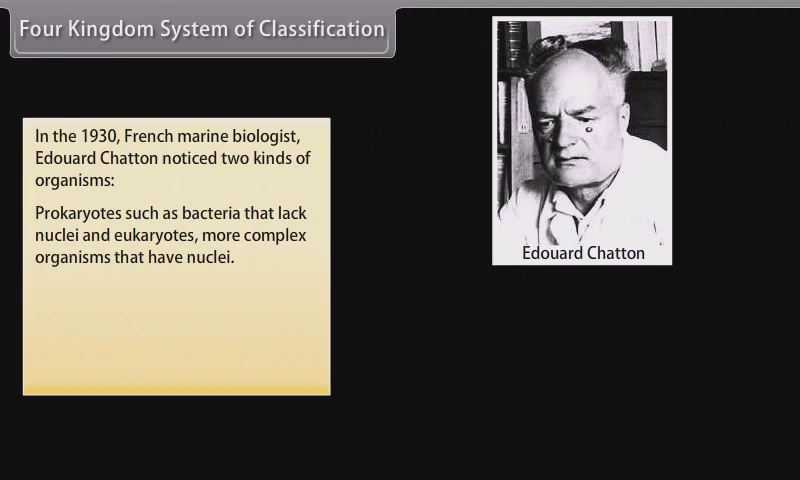 Four Kingdom System of Classification
In the 1930, French marine biologist,
Edouard Chatton noticed two kinds of
organisms:
Prokaryotes such as bacteria that lack
nuclei and eukaryotes, more complex
organisms that have nuclei.
Edouard Chatton